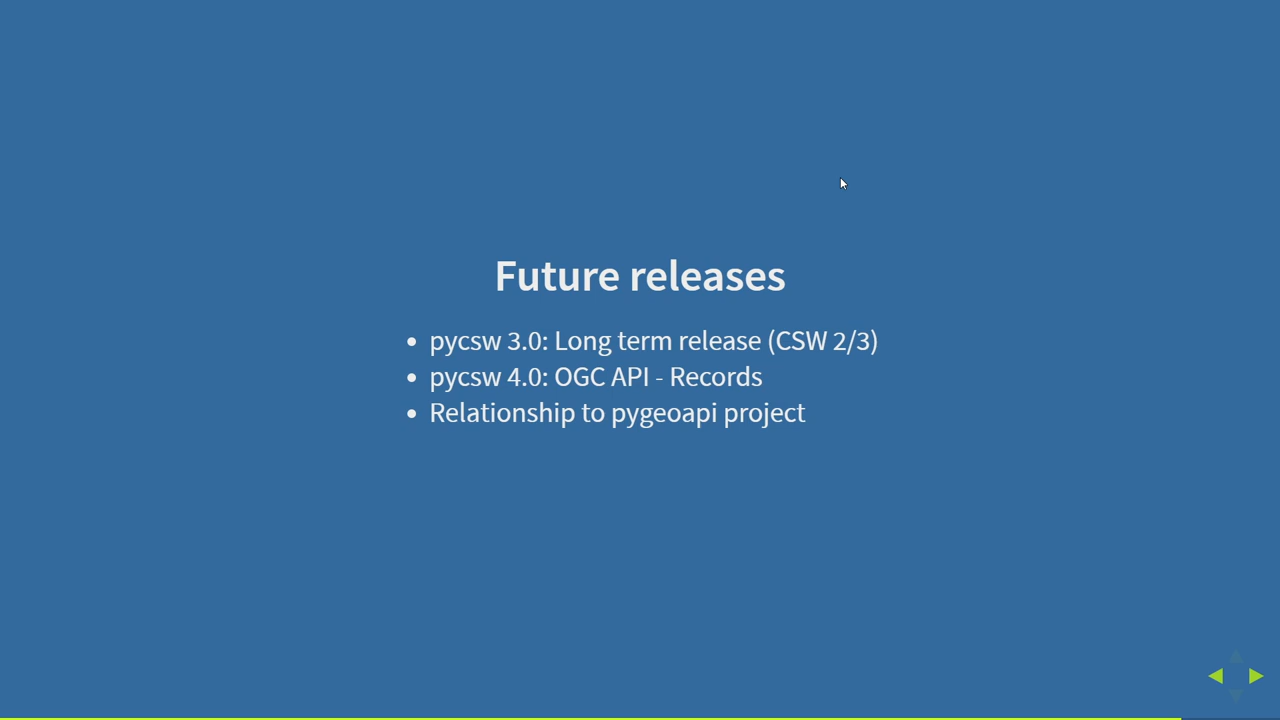 Future releases
pycsw 3.0: Long term release (CSW 2/3)
pycsw 4.0: OGC API - Records
Relationship to pygeoapi project